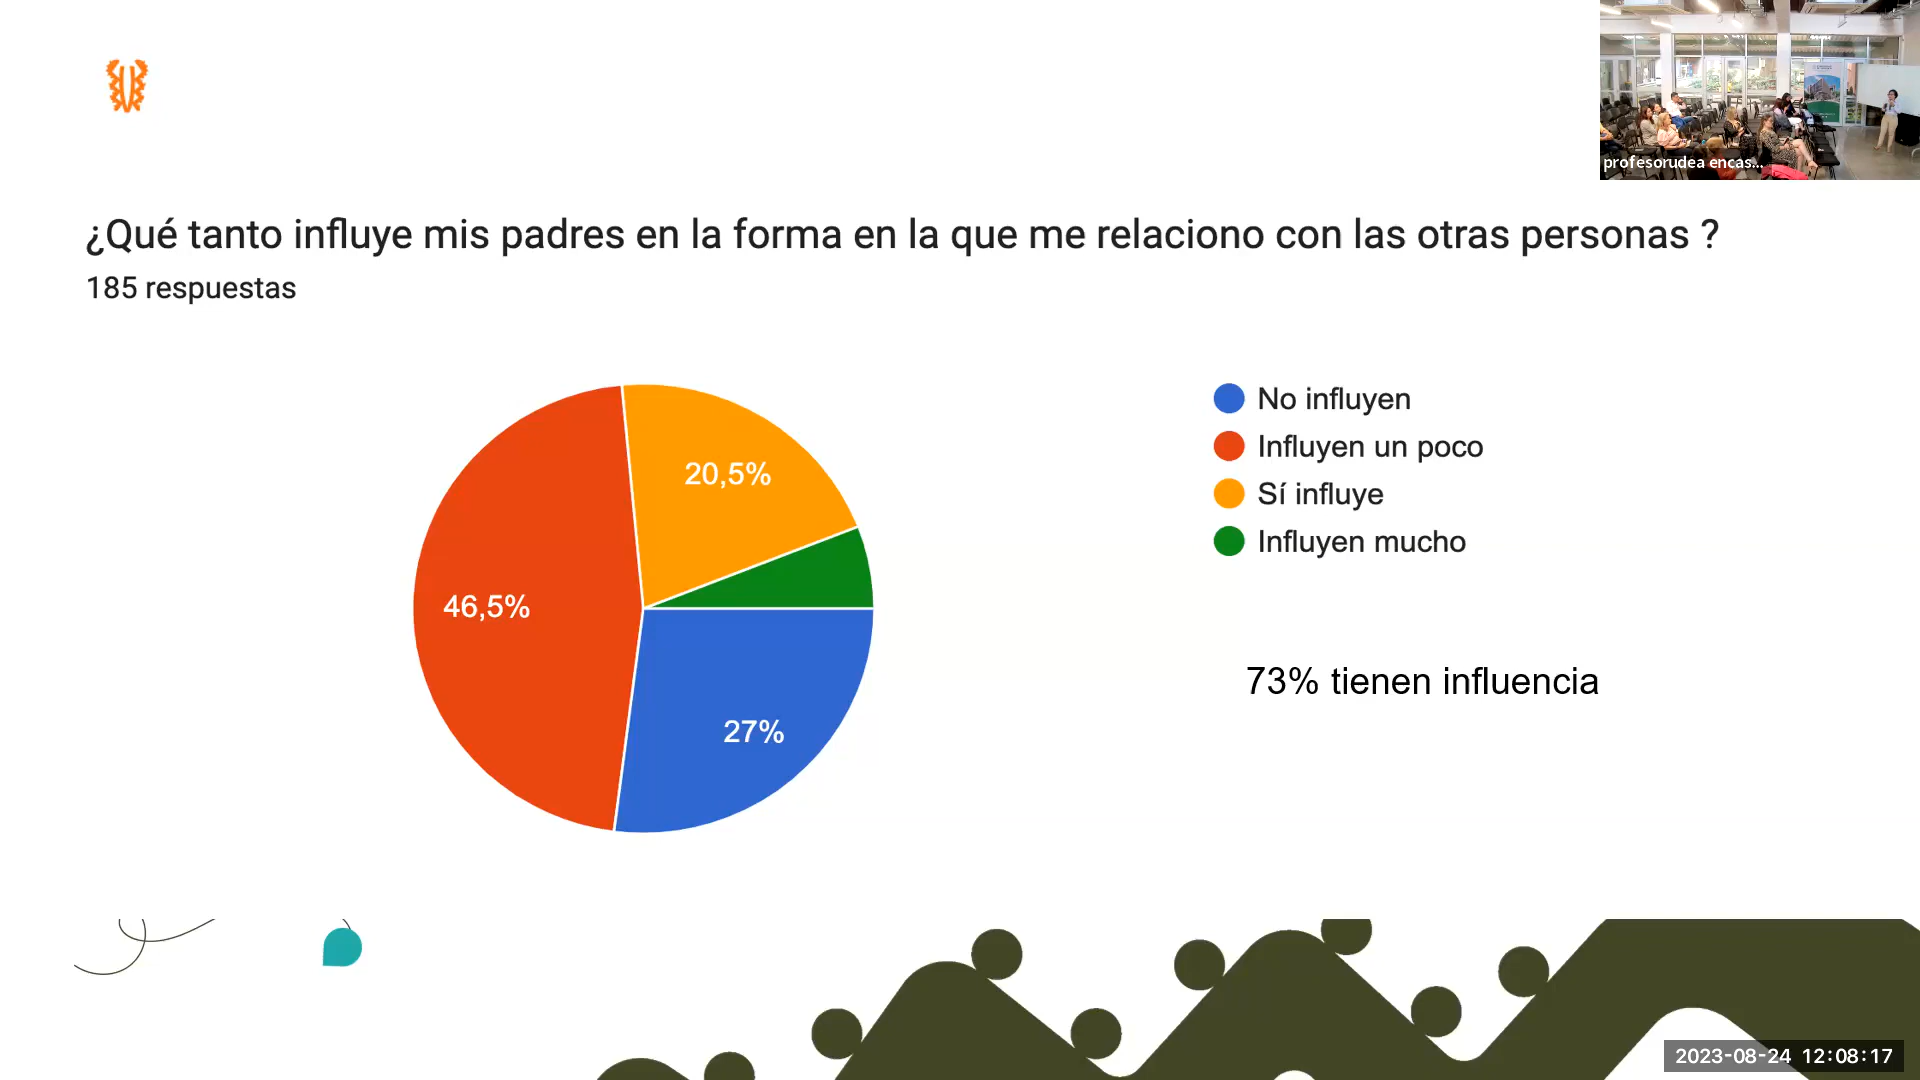 profesorudea encas...
¿Qué tanto influye mis padres en la forma en la que me relaciono con las otras personas ?
185 respuestas
No influyen
Influyen un poco
Sí influye
Influyen mucho
20,5%
46,5%
27%
73% tienen influencia
2023-08-24 12:08:17